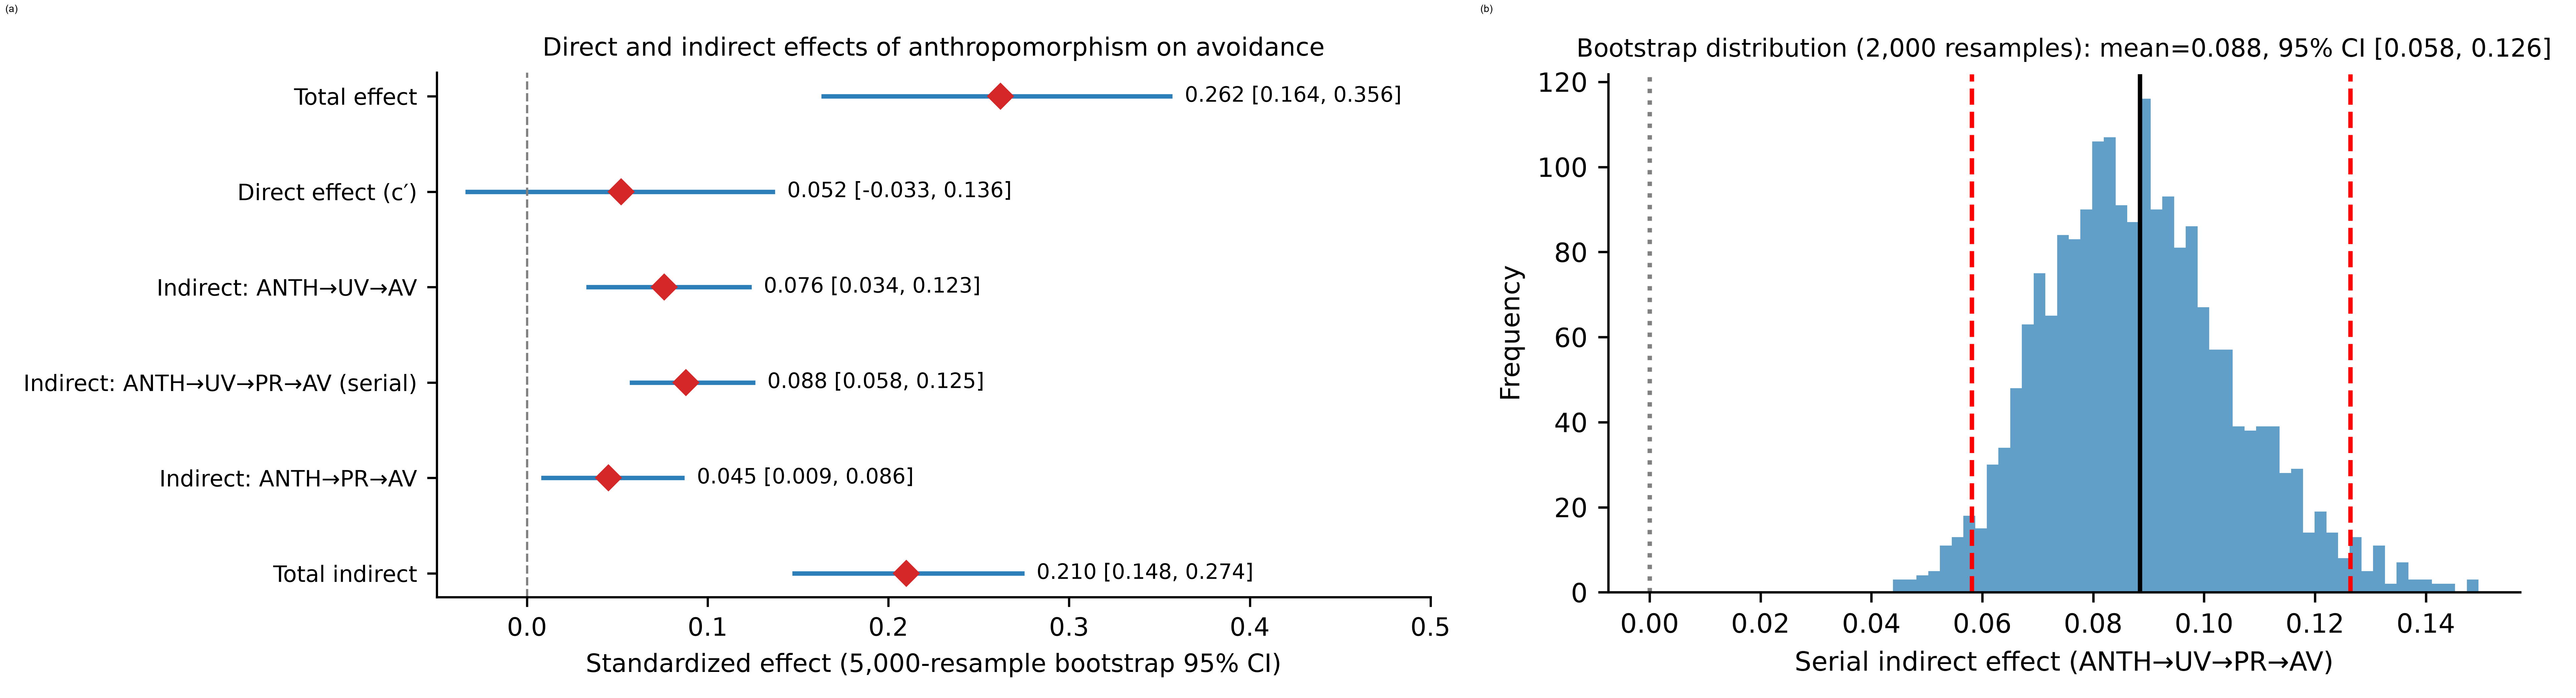 (a)
Direct and indirect effects of anthropomorphism on avoidance
Total effect
0.262 [0.164, 0.356]
Direct effect (c′)
0.052 [-0.033, 0.136]
Indirect: ANTH→UV→AV
0.076 [0.034, 0.123]
Indirect: ANTH→UV→PR→AV (serial)
0.088 [0.058, 0.125]
Indirect: ANTH→PR→AV
0.045 [0.009, 0.086]
Total indirect
0.210 [0.148, 0.274]
0.0 0.1 0.2 0.3 0.4 0.5
Standardized effect (5,000-resample bootstrap 95% CI)
(b)
Bootstrap distribution (2,000 resamples): mean=0.088, 95% CI [0.058, 0.126]
120
100
80
60
40
20
0
Frequency
0.00 0.02 0.04 0.06 0.08 0.10 0.12 0.14
Serial indirect effect (ANTH→UV→PR→AV)